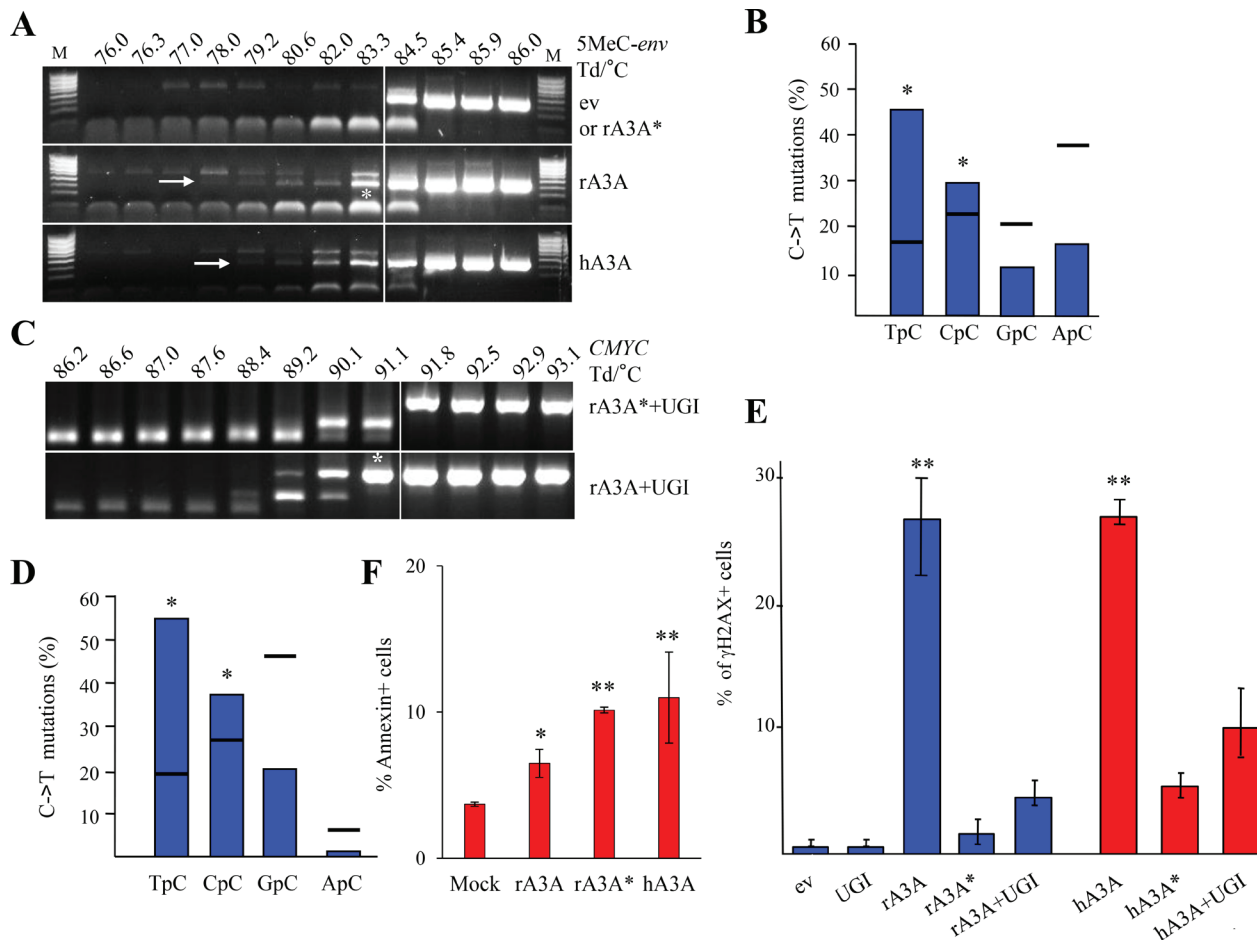 A
M 76.0 76.3 77.0 78.0 79.2 80.6 82.0 83.3 84.5 85.4 85.9 86.0 M
5MeC-env
Td/°C
ev
or rA3A*
rA3A
*
hA3A
B
C->T mutations (%)
60
50
40
30
20
10
*
*
TpC CpC GpC ApC
C
86.2 86.6 87.0 87.6 88.4 89.2 90.1 91.1 91.8 92.5 92.9 93.1
CMYC
Td/°C
rA3A*+UGI
*
rA3A+UGI
D
C->T mutations (%)
60
50
40
30
20
10
*
*
TpC CpC GpC ApC
F
% Annexin+ cells
20
10
0
*
**
**
Mock rA3A rA3A* hA3A
E
% of γH2AX+ cells
30
20
10
**
**
ev UGI rA3A rA3A* rA3A+UGI hA3A hA3A* hA3A+UGI